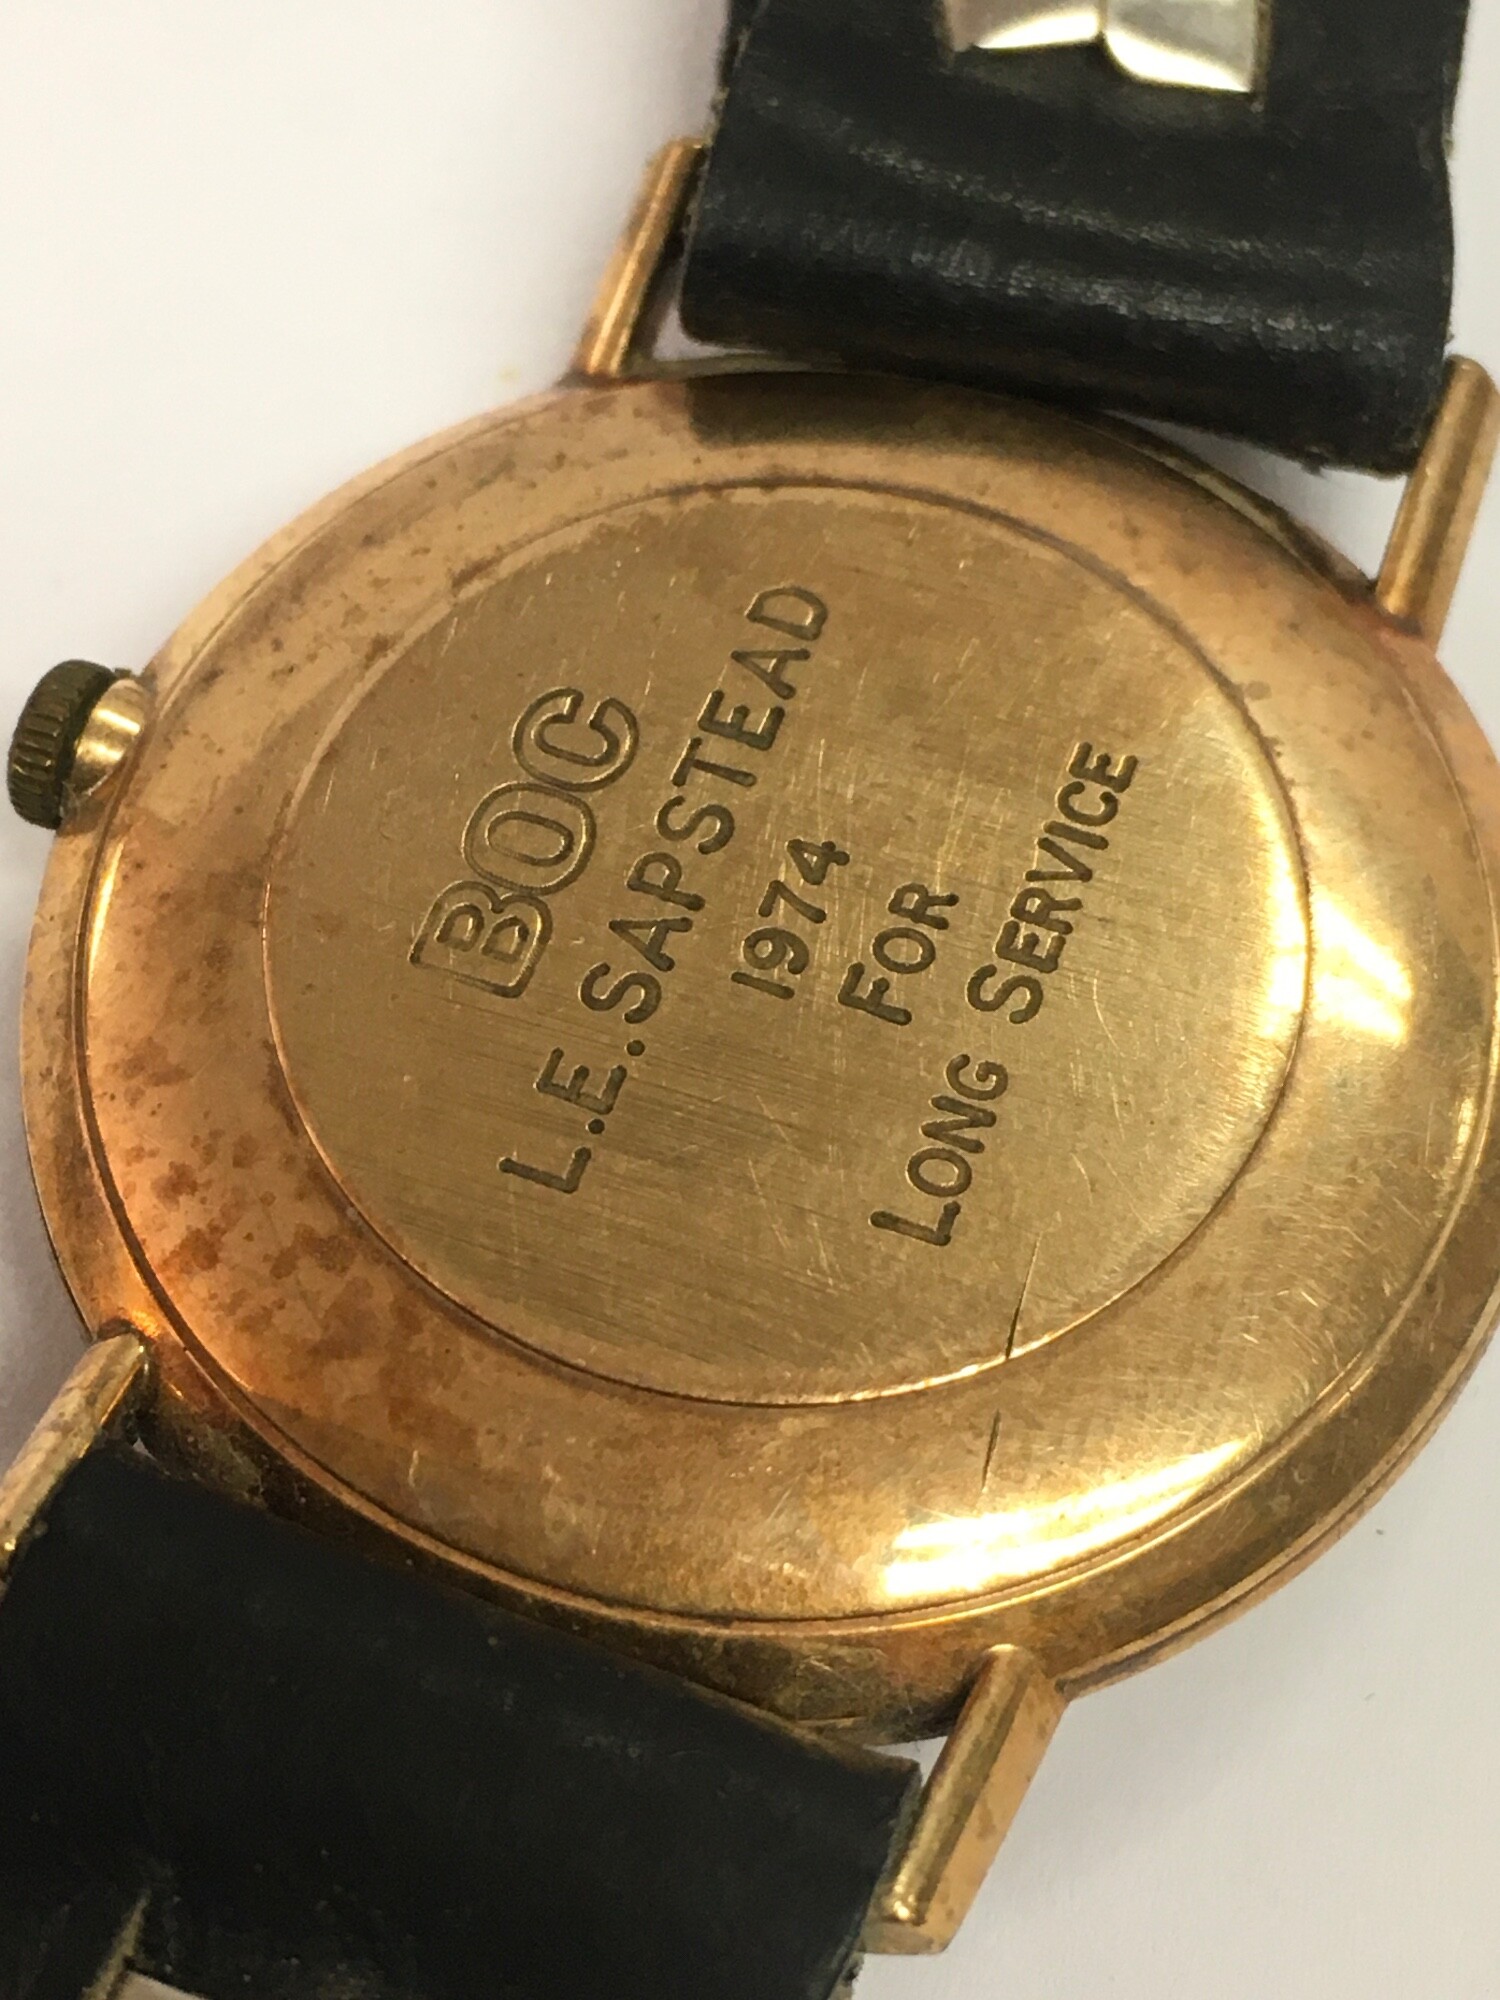 BOC
L.E.SAPSTEAD
1974
FOR
LONG SERVICE